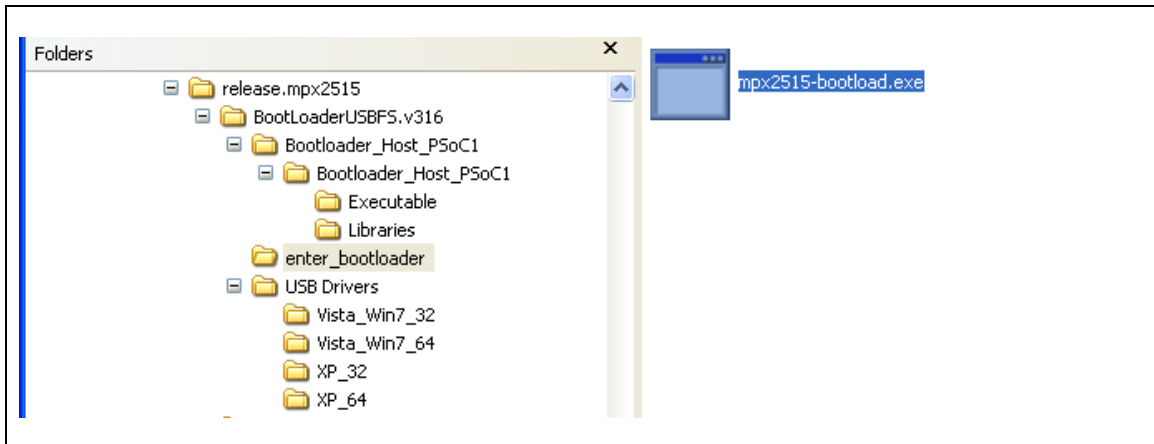 Folders
release.mpx2515
BootLoaderUSBFS.v316
Bootloader_Host_PSoC1
Bootloader_Host_PSoC1
Executable
Libraries
enter_bootloader
USB Drivers
Vista_Win7_32
Vista_Win7_64
XP_32
XP_64
mpx2515-bootload.exe